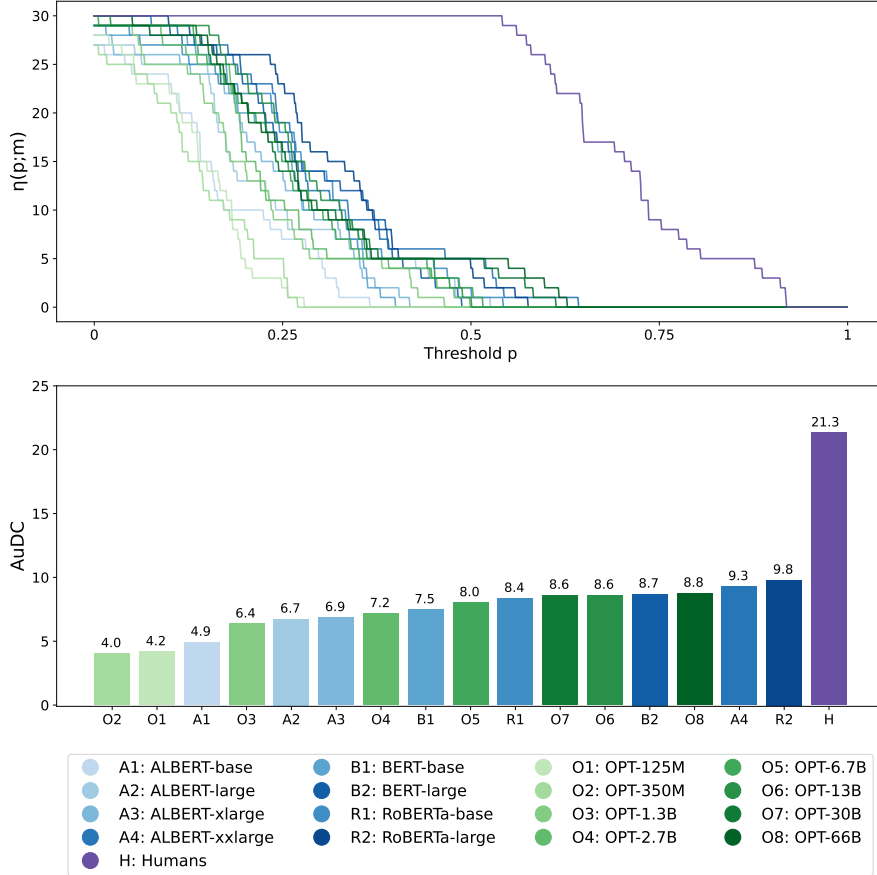 30
25
20
15
10
5
0
η(p;m)
0 0.25 0.5 0.75 1
Threshold p
25
20
15
10
5
0
AuDC
4.0 4.2 4.9 6.4 6.7 6.9 7.2 7.5 8.0 8.4 8.6 8.6 8.7 8.8 9.3 9.8 21.3
O2 O1 A1 O3 A2 A3 O4 B1 O5 R1 O7 O6 B2 O8 A4 R2 H
A1: ALBERT-base
A2: ALBERT-large
A3: ALBERT-xlarge
A4: ALBERT-xxlarge
H: Humans
B1: BERT-base
B2: BERT-large
R1: RoBERTa-base
R2: RoBERTa-large
O1: OPT-125M
O2: OPT-350M
O3: OPT-1.3B
O4: OPT-2.7B
O5: OPT-6.7B
O6: OPT-13B
O7: OPT-30B
O8: OPT-66B